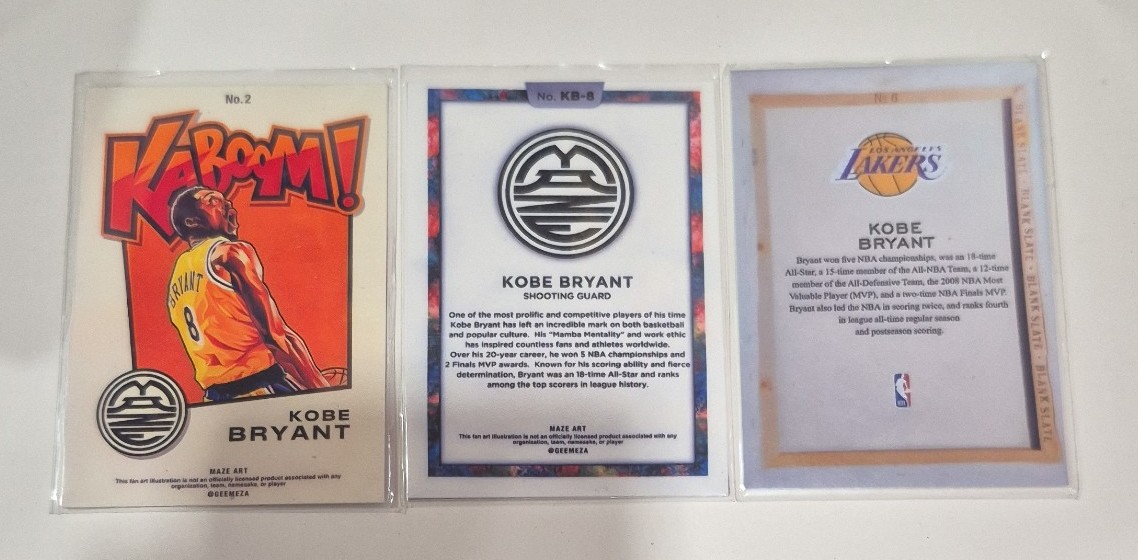 No.2
KABOOM!
BRYANT
8
MAZE
KOBE
BRYANT
MAZE ART
This fan art illustration is not an officially licensed product associated with any
organization, team, namesake, or player
@GEEMEZA
No. KB-8
MAZE
KOBE BRYANT
SHOOTING GUARD
One of the most prolific and competitive players of his time
Kobe Bryant has left an incredible mark on both basketball
and popular culture. His "Mamba Mentality" and work ethic
has inspired countless fans and athletes worldwide.
Over his 20-year career, he won 5 NBA championships and
2 Finals MVP awards. Known for his scoring ability and fierce
determination, Bryant was an 18-time All-Star and ranks
among the top scorers in league history.
MAZE ART
This fan art illustration is not an officially licensed product associated with any
organization, team, namesake, or player
@GEEMEZA
LOS ANGELES
LAKERS
KOBE
BRYANT
Bryant won five NBA championships, was an 18-time
All-Star, a 15-time member of the All-NBA Team, a 12-time
member of the All-Defensive Team, the 2008 NBA Most
Valuable Player (MVP), and a two-time NBA Finals MVP.
Bryant also led the NBA in scoring twice, and ranks fourth
in league all-time regular season
and postseason scoring.
BLANK SLATE • BLANK SLATE • BLANK SLATE •